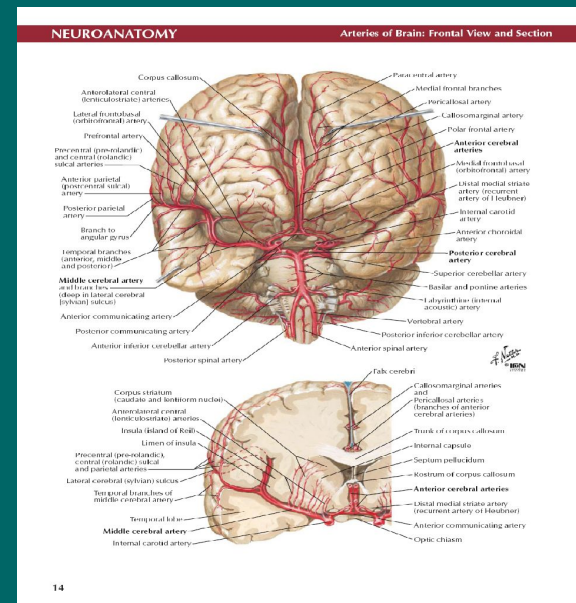 NEUROANATOMY
Arteries of Brain: Frontal View and Section
Corpus callosum
Anterolateral central
(lenticulostriate) arteries
Lateral frontobasal
(orbitofrontal) artery
Prefrontal artery
Precentral (pre-rolandic)
and central (rolandic)
sulcal arteries
Anterior parietal
(postcentral sulcal)
artery
Posterior parietal
artery
Branch to
angular gyrus
Temporal branches
(anterior, middle
and posterior)
Middle cerebral artery
and branches
(deep in lateral cerebral
[sylvian] sulcus)
Anterior communicating artery
Posterior communicating artery
Anterior inferior cerebellar artery
Posterior spinal artery
Paracentral artery
Medial frontal branches
Pericallosal artery
Callosomarginal artery
Polar frontal artery
Anterior cerebral
arteries
Medial frontobasal
(orbitofrontal) artery
Distal medial striate
artery (recurrent
artery of Heubner)
Internal carotid
artery
Anterior choroidal
artery
Posterior cerebral
artery
Superior cerebellar artery
Basilar and pontine arteries
Labyrinthine (internal
acoustic) artery
Vertebral artery
Posterior inferior cerebellar artery
Anterior spinal artery
Falx cerebri
Corpus striatum
(caudate and lentiform nuclei)
Anterolateral central
(lenticulostriate) arteries
Insula (island of Reil)
Limen of insula
Precentral (pre-rolandic),
central (rolandic) sulcal
and parietal arteries
Lateral cerebral (sylvian) sulcus
Temporal branches of
middle cerebral artery
Temporal lobe
Middle cerebral artery
Internal carotid artery
Callosomarginal arteries
and
Pericallosal arteries
(branches of anterior
cerebral arteries)
Trunk of corpus callosum
Internal capsule
Septum pellucidum
Rostrum of corpus callosum
Anterior cerebral arteries
Distal medial striate artery
(recurrent artery of Heubner)
Anterior communicating artery
Optic chiasm
14